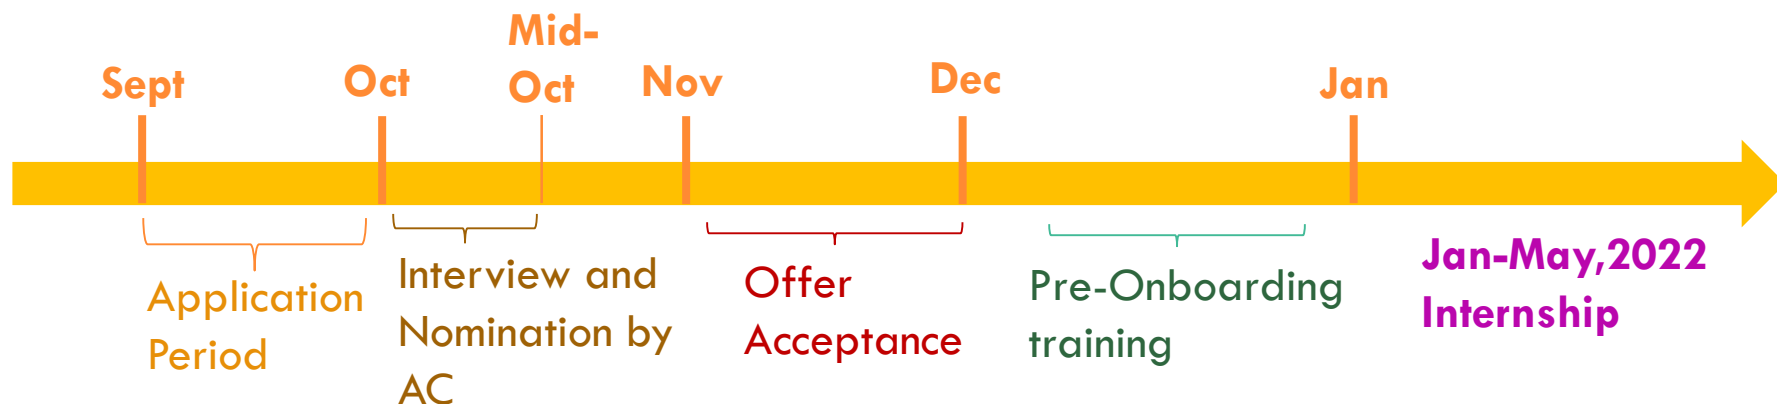 Sept
Oct
Mid-
Oct
Nov
Dec
Jan
Application
Period
Interview and
Nomination by
AC
Offer
Acceptance
Pre-Onboarding
training
Jan-May,2022
Internship